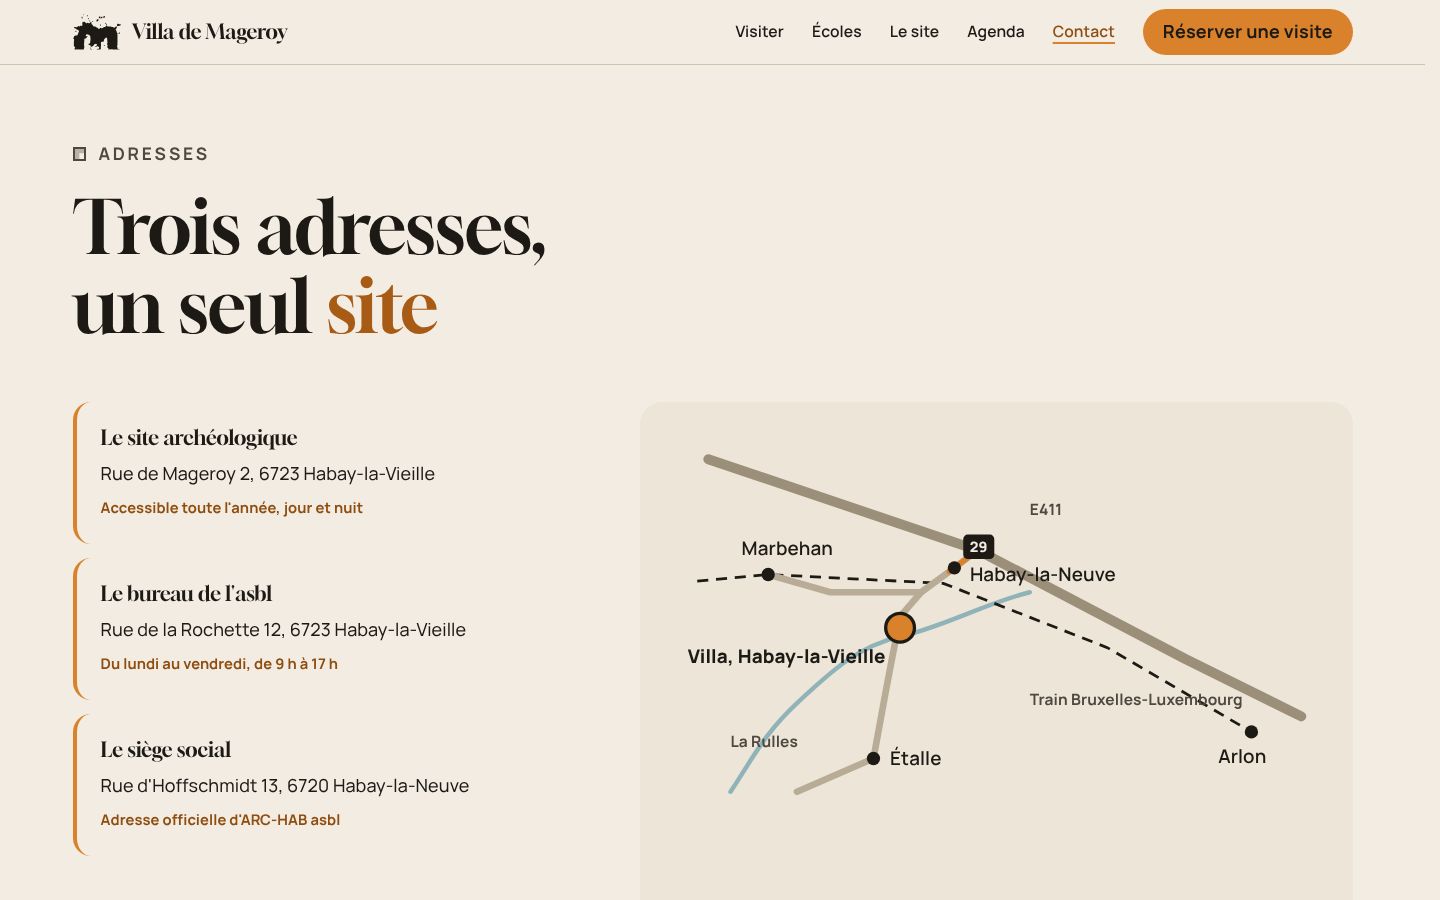 Villa de Mageroy
Visiter
Écoles
Le site
Agenda
Contact
Réserver une visite
ADRESSES
Trois adresses,
un seul site
Le site archéologique
Rue de Mageroy 2, 6723 Habay-la-Vieille
Accessible toute l'année, jour et nuit
Le bureau de l'asbl
Rue de la Rochette 12, 6723 Habay-la-Vieille
Du lundi au vendredi, de 9 h à 17 h
Le siège social
Rue d'Hoffschmidt 13, 6720 Habay-la-Neuve
Adresse officielle d'ARC-HAB asbl
E411
29
Marbehan
Habay-la-Neuve
Villa, Habay-la-Vieille
Train Bruxelles-Luxembourg
La Rulles
Étalle
Arlon